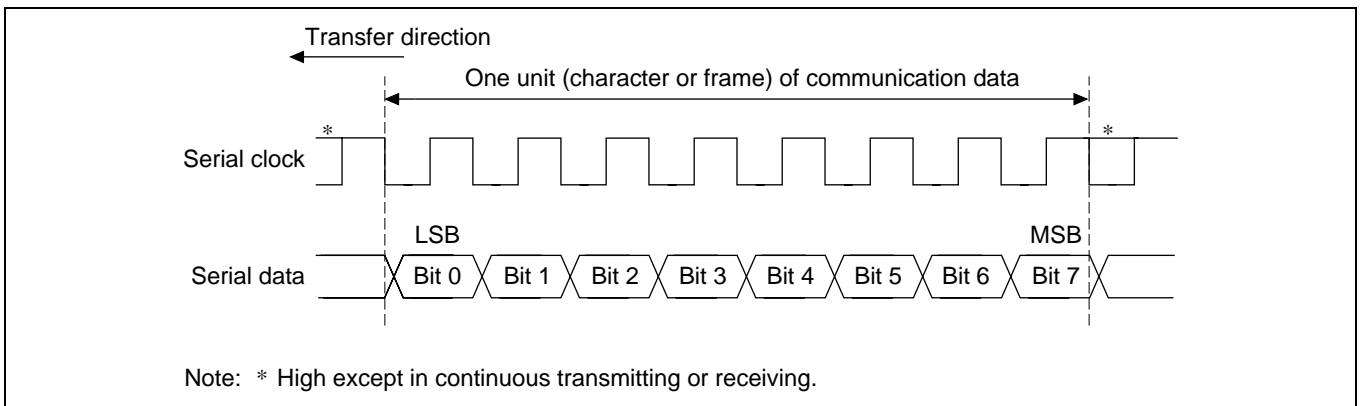 Transfer direction
One unit (character or frame) of communication data
* *
Serial clock
LSB MSB
Serial data Bit 0 Bit 1 Bit 2 Bit 3 Bit 4 Bit 5 Bit 6 Bit 7
Note: * High except in continuous transmitting or receiving.